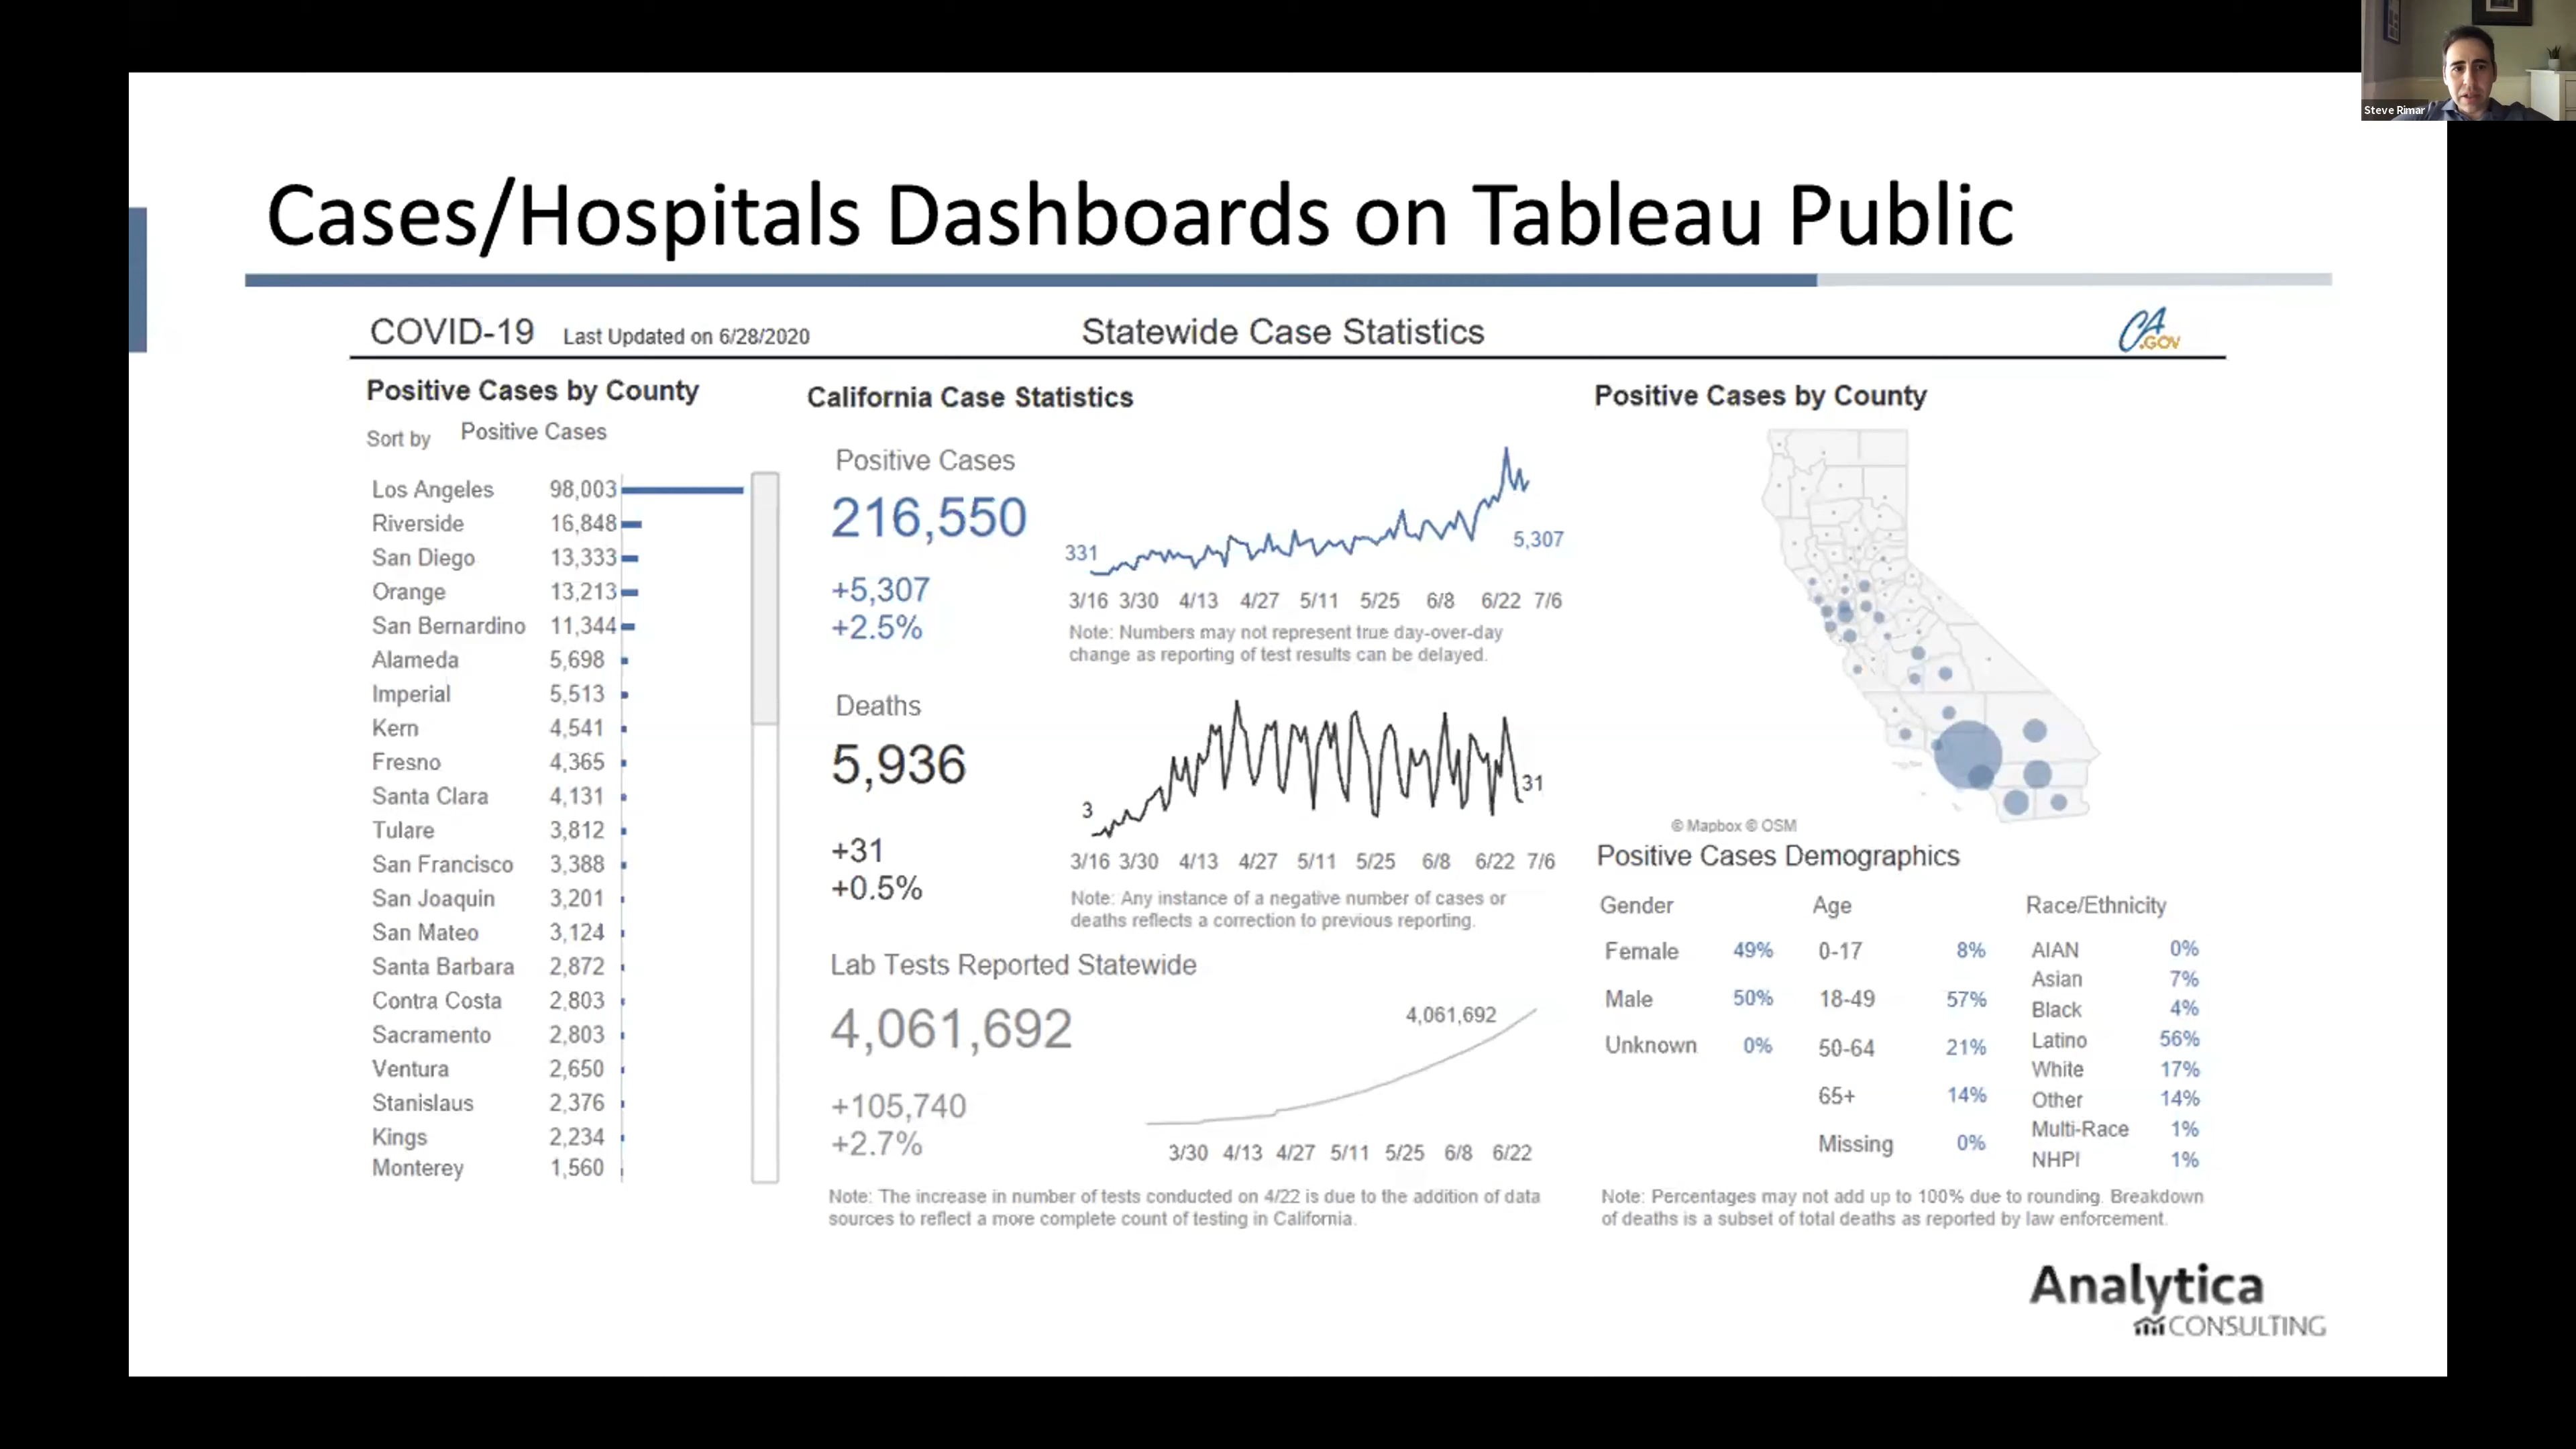 Steve Rimar
Cases/Hospitals Dashboards on Tableau Public
COVID-19 Last Updated on 6/28/2020 Statewide Case Statistics CA.GOV
Positive Cases by County
Sort by Positive Cases
Los Angeles 98,003
Riverside 16,848
San Diego 13,333
Orange 13,213
San Bernardino 11,344
Alameda 5,698
Imperial 5,513
Kern 4,541
Fresno 4,365
Santa Clara 4,131
Tulare 3,812
San Francisco 3,388
San Joaquin 3,201
San Mateo 3,124
Santa Barbara 2,872
Contra Costa 2,803
Sacramento 2,803
Ventura 2,650
Stanislaus 2,376
Kings 2,234
Monterey 1,560
California Case Statistics
Positive Cases
216,550
+5,307
+2.5%
331
5,307
3/16 3/30 4/13 4/27 5/11 5/25 6/8 6/22 7/6
Note: Numbers may not represent true day-over-day
change as reporting of test results can be delayed.
Deaths
5,936
+31
+0.5%
3
31
3/16 3/30 4/13 4/27 5/11 5/25 6/8 6/22 7/6
Note: Any instance of a negative number of cases or
deaths reflects a correction to previous reporting.
Lab Tests Reported Statewide
4,061,692
+105,740
+2.7%
4,061,692
3/30 4/13 4/27 5/11 5/25 6/8 6/22
Note: The increase in number of tests conducted on 4/22 is due to the addition of data
sources to reflect a more complete count of testing in California.
Positive Cases by County
© Mapbox © OSM
Positive Cases Demographics
Gender
Female 49%
Male 50%
Unknown 0%
Age
0-17 8%
18-49 57%
50-64 21%
65+ 14%
Missing 0%
Race/Ethnicity
AIAN 0%
Asian 7%
Black 4%
Latino 56%
White 17%
Other 14%
Multi-Race 1%
NHPI 1%
Note: Percentages may not add up to 100% due to rounding. Breakdown
of deaths is a subset of total deaths as reported by law enforcement.
Analytica
CONSULTING